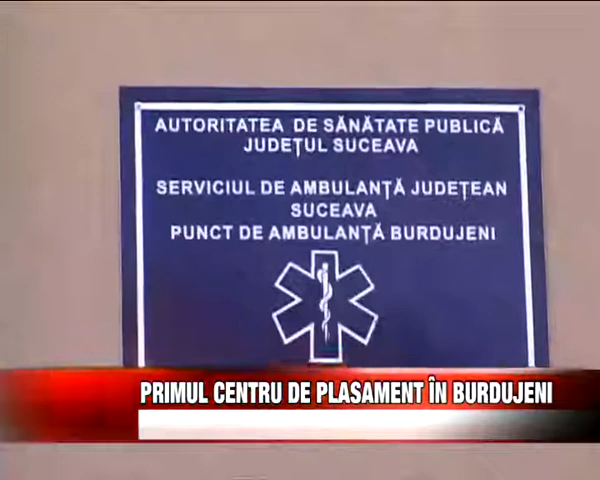 AUTORITATEA DE SĂNĂTATE PUBLICĂ
JUDEȚUL SUCEAVA
SERVICIUL DE AMBULANȚĂ JUDEȚEAN
SUCEAVA
PUNCT DE AMBULANȚĂ BURDUJENI
PRIMUL CENTRU DE PLASAMENT ÎN BURDUJENI